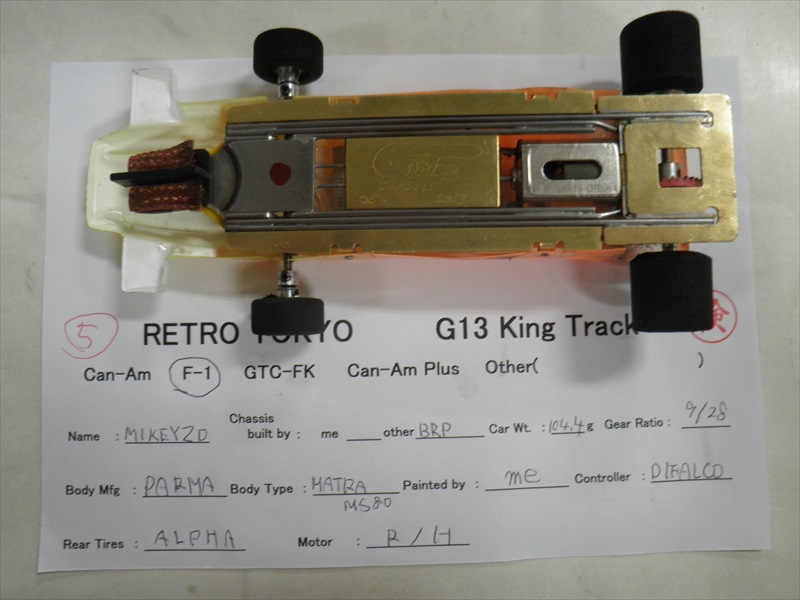 2013
5 RETRO TOKYO G13 King Track 検
Can-Am F-1 GTC-FK Can-Am Plus Other( )
Name : MIKEYZO Chassis built by : me other BRP Car Wt. : 104.4 g Gear Ratio : 9/28
Body Mfg : PARMA Body Type : MATRA MS80 Painted by : me Controller : DIFALCO
Rear Tires : ALPHA Motor : R/H